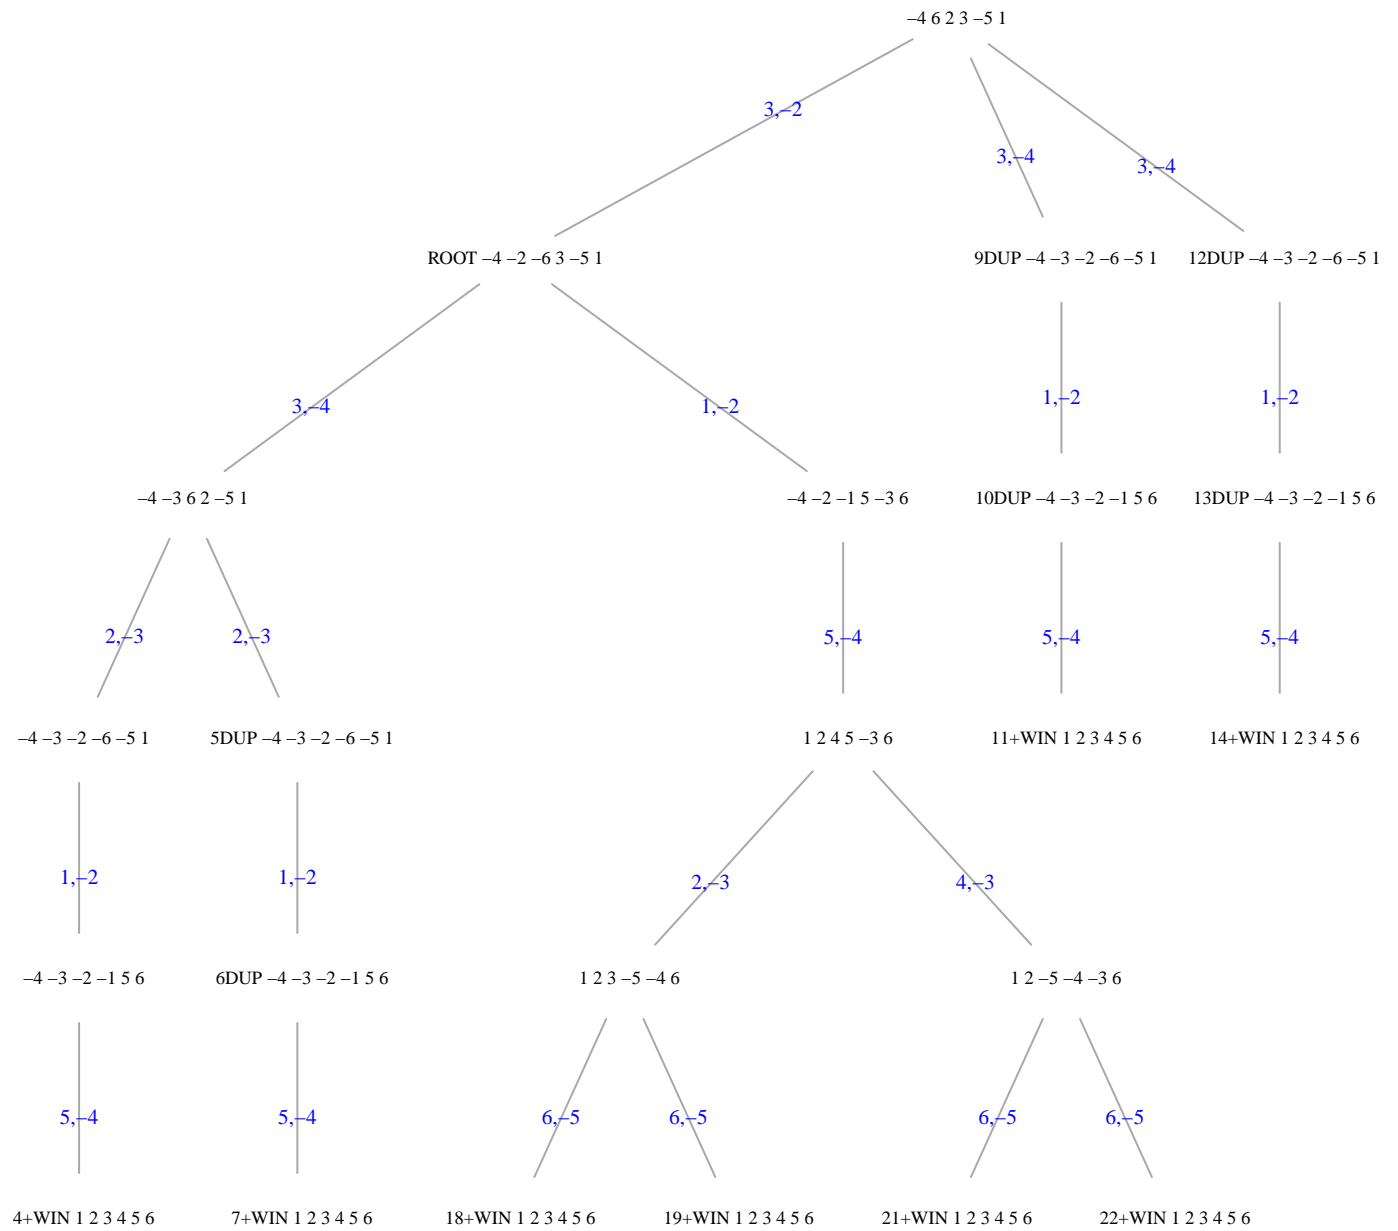 –4 6 2 3 –5 1
3,–2
3,–4
3,–4
ROOT –4 –2 –6 3 –5 1
9DUP –4 –3 –2 –6 –5 1
12DUP –4 –3 –2 –6 –5 1
3,–4
1,–2
1,–2
1,–2
–4 –3 6 2 –5 1
–4 –2 –1 5 –3 6
10DUP –4 –3 –2 –1 5 6
13DUP –4 –3 –2 –1 5 6
2,–3
2,–3
5,–4
5,–4
5,–4
–4 –3 –2 –6 –5 1
5DUP –4 –3 –2 –6 –5 1
1 2 4 5 –3 6
11+WIN 1 2 3 4 5 6
14+WIN 1 2 3 4 5 6
1,–2
1,–2
2,–3
4,–3
–4 –3 –2 –1 5 6
6DUP –4 –3 –2 –1 5 6
1 2 3 –5 –4 6
1 2 –5 –4 –3 6
5,–4
5,–4
6,–5
6,–5
6,–5
6,–5
4+WIN 1 2 3 4 5 6
7+WIN 1 2 3 4 5 6
18+WIN 1 2 3 4 5 6
19+WIN 1 2 3 4 5 6
21+WIN 1 2 3 4 5 6
22+WIN 1 2 3 4 5 6